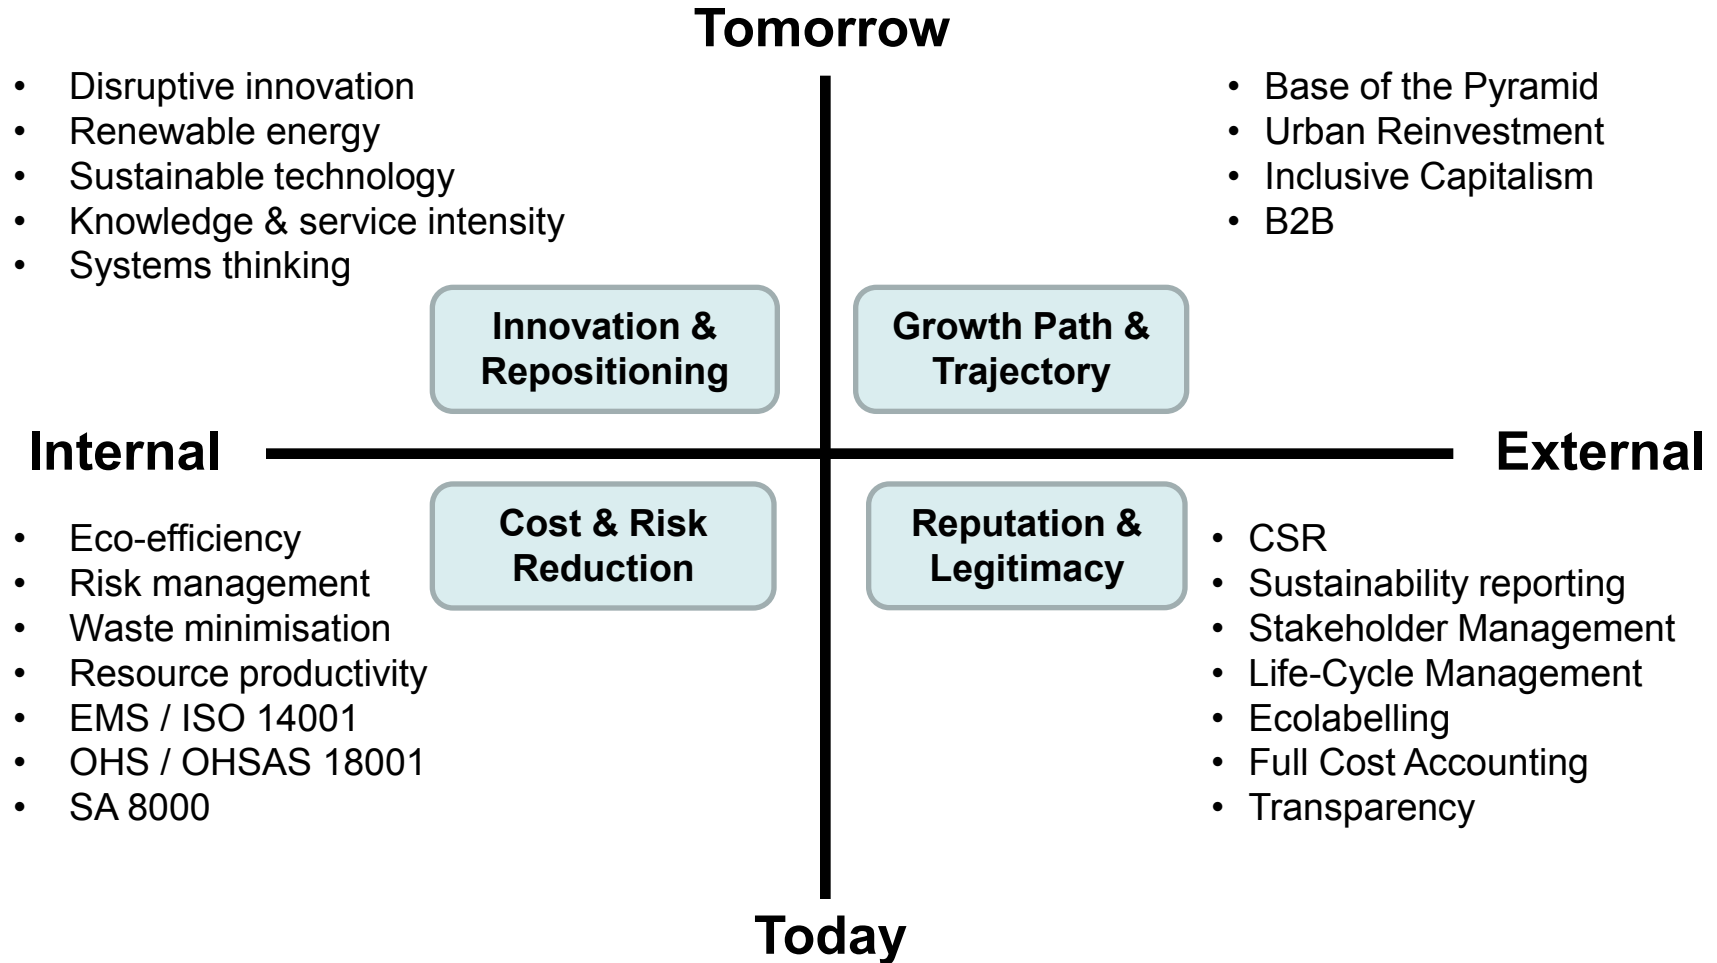 Tomorrow
• Disruptive innovation
• Renewable energy
• Sustainable technology
• Knowledge & service intensity
• Systems thinking
• Base of the Pyramid
• Urban Reinvestment
• Inclusive Capitalism
• B2B
Innovation &
Repositioning
Growth Path &
Trajectory
Internal
External
Cost & Risk
Reduction
Reputation &
Legitimacy
• Eco-efficiency
• Risk management
• Waste minimisation
• Resource productivity
• EMS / ISO 14001
• OHS / OHSAS 18001
• SA 8000
• CSR
• Sustainability reporting
• Stakeholder Management
• Life-Cycle Management
• Ecolabelling
• Full Cost Accounting
• Transparency
Today